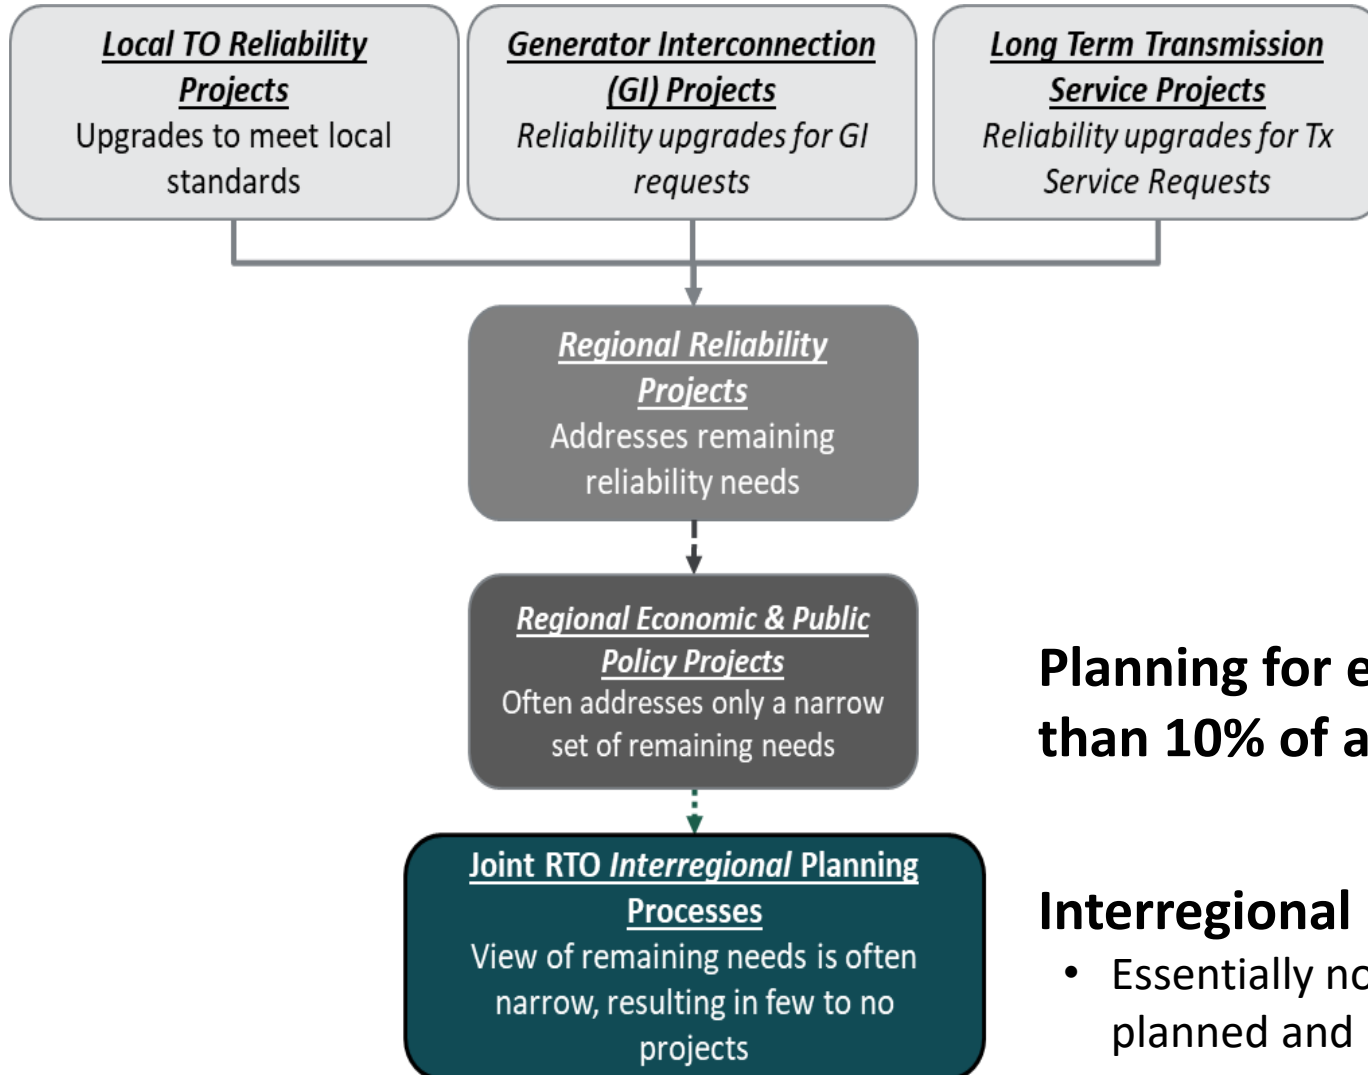 Local TO Reliability
Projects
Upgrades to meet local
standards
Generator Interconnection
(GI) Projects
Reliability upgrades for GI
requests
Long Term Transmission
Service Projects
Reliability upgrades for Tx
Service Requests
Regional Reliability
Projects
Addresses remaining
reliability needs
Regional Economic & Public
Policy Projects
Often addresses only a narrow
set of remaining needs
Joint RTO Interregional Planning
Processes
View of remaining needs is often
narrow, resulting in few to no
projects
Planning for
than 10% of
Interregional
• Essentially
planned and